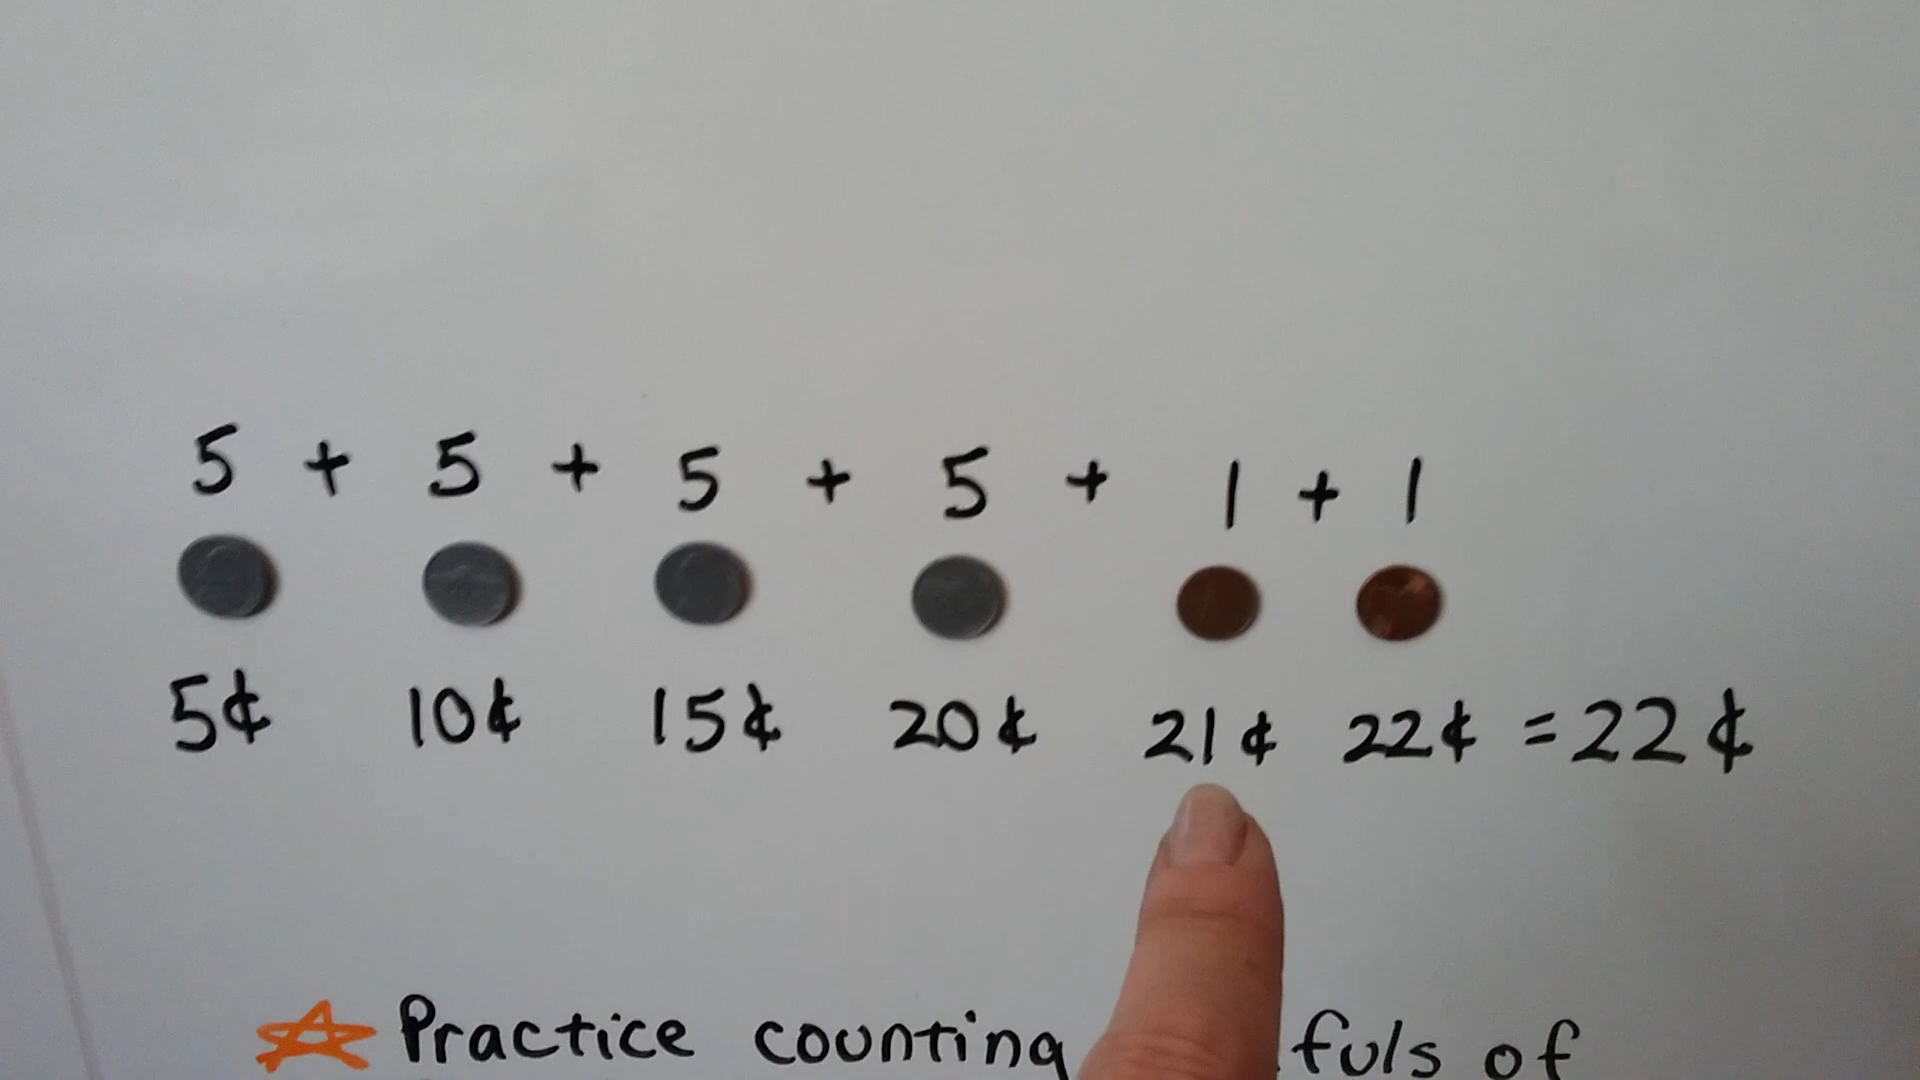 5 + 5 + 5 + 5 + 1 + 1
5¢ 10¢ 15¢ 20¢ 21¢ 22¢ = 22¢
Practice counting fuls of